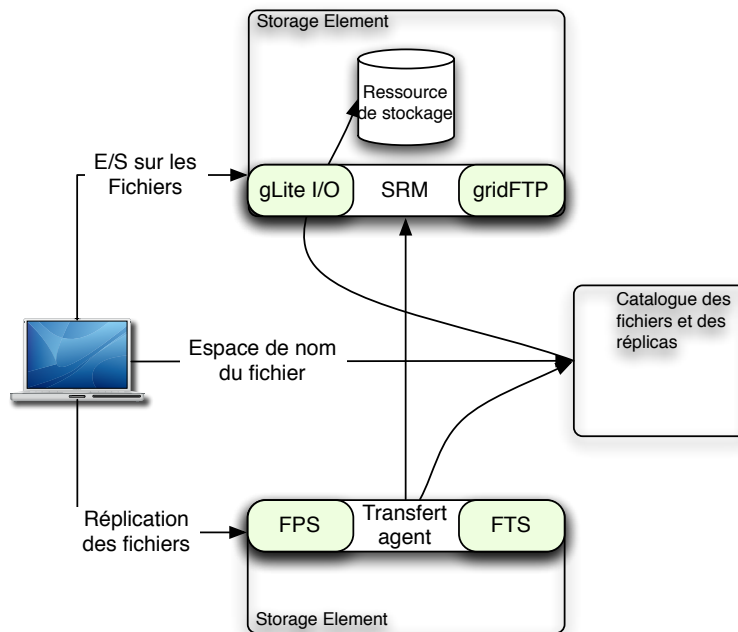 Storage Element
Ressource
de stockage
E/S sur les
Fichiers
gLite I/O
SRM
gridFTP
Catalogue des
fichiers et des
réplicas
Espace de nom
du fichier
Réplication
des fichiers
FPS
Transfert
agent
FTS
Storage Element